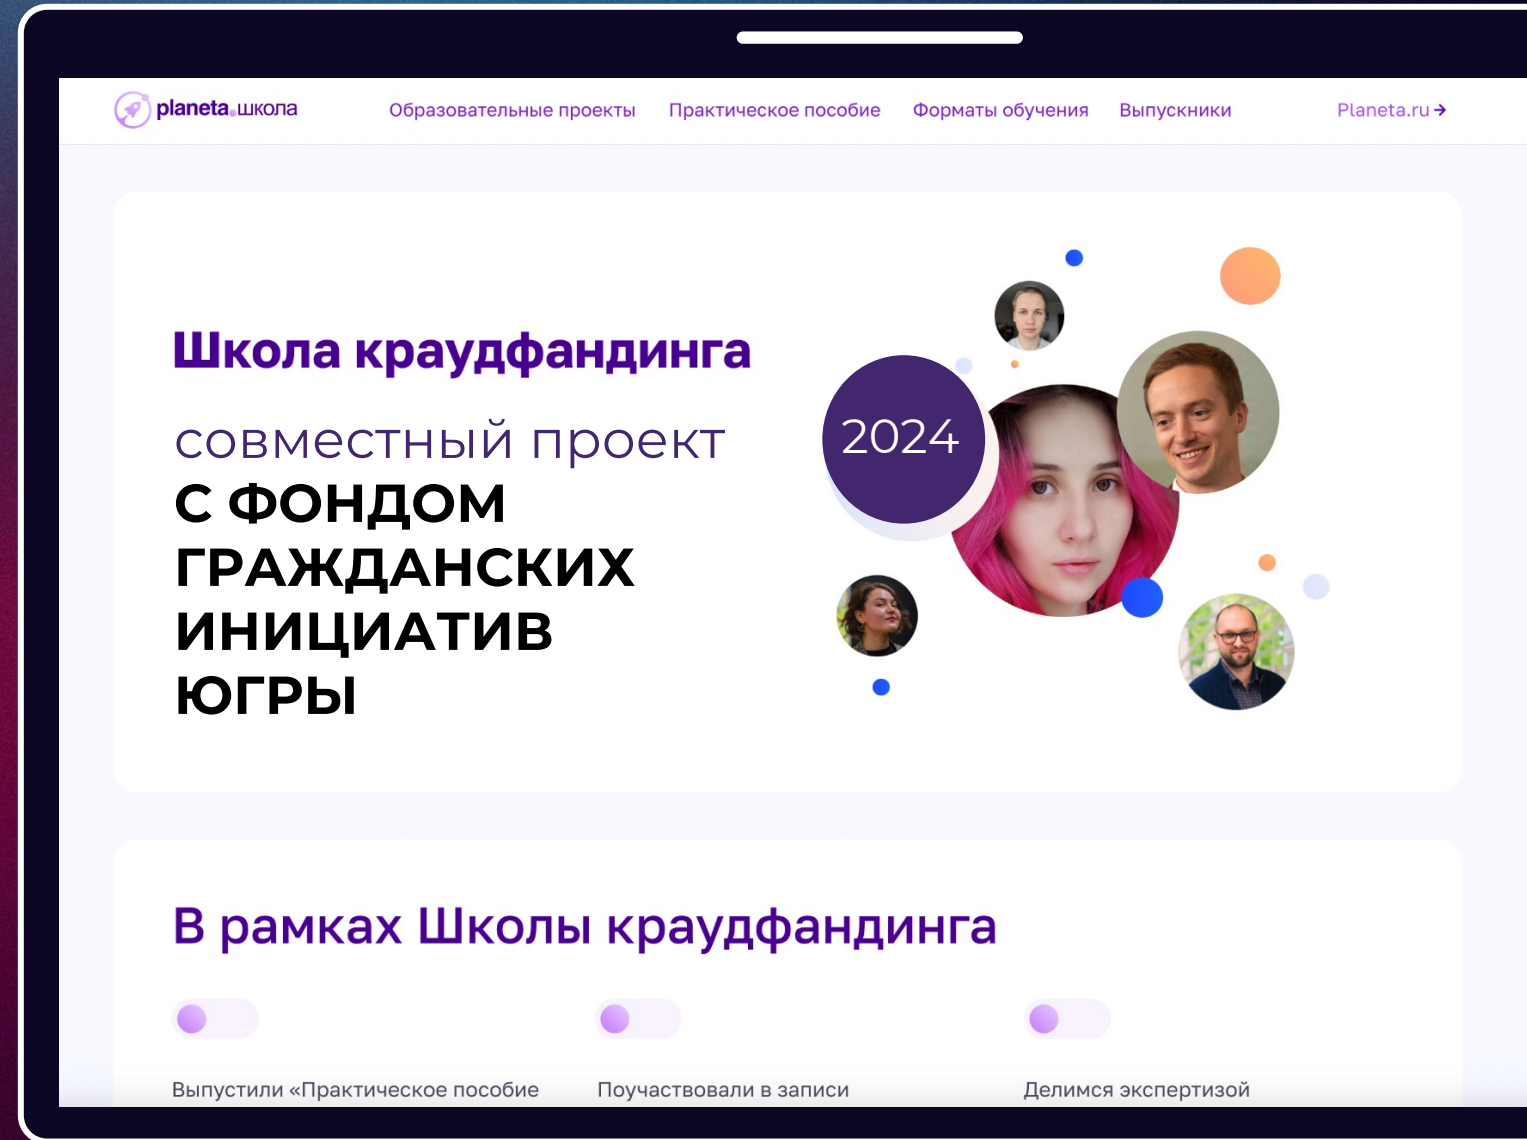 planeta.школа
Образовательные проекты
Практическое пособие
Форматы обучения
Выпускники
Planeta.ru →
Школа краудфандинга
совместный проект
С ФОНДОМ
ГРАЖДАНСКИХ
ИНИЦИАТИВ
ЮГРЫ
2024
В рамках Школы краудфандинга
Выпустили «Практическое пособие
Поучаствовали в записи
Делимся экспертизой